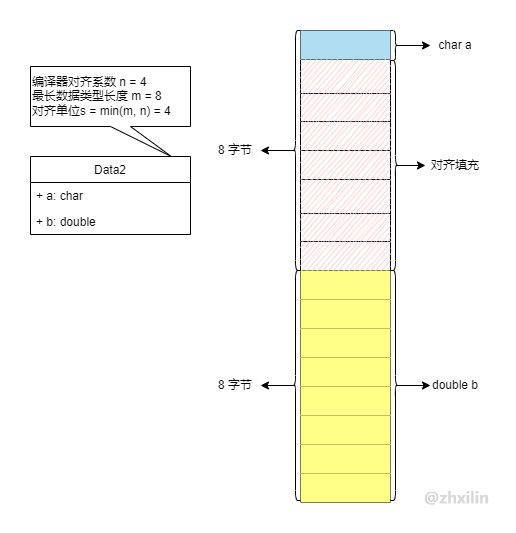 char a
编译器对齐系数 n = 4
最长数据类型长度 m = 8
对齐单位s = min(m, n) = 4
8 字节
对齐填充
Data2
+ a: char
+ b: double
8 字节
double b
@zhxilin